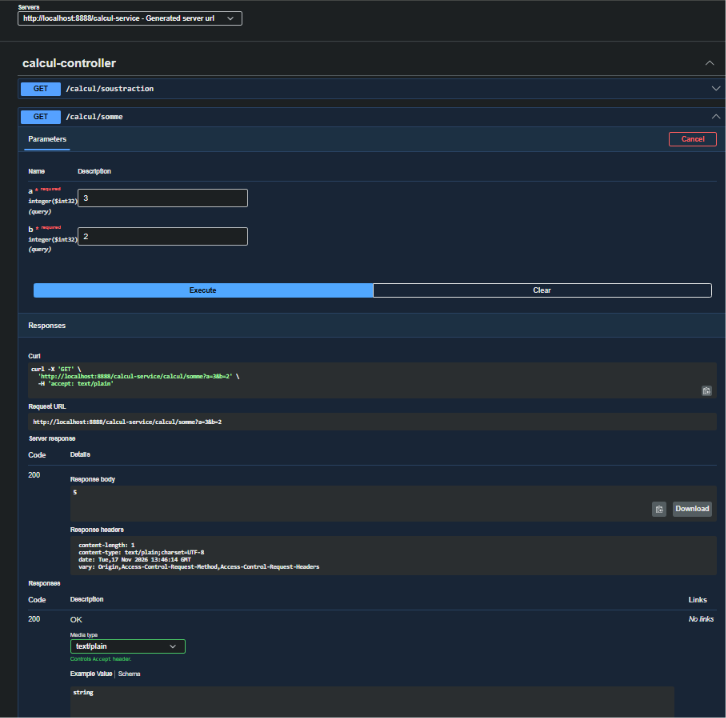 Servers
http://localhost:8888/calcul-service - Generated server url
calcul-controller
GET /calcul/soustraction
GET /calcul/somme
Parameters
Cancel
Name Description
a * required
integer($int32)
(query)
3
b * required
integer($int32)
(query)
2
Execute Clear
Responses
Curl
curl -X 'GET' \
'http://localhost:8888/calcul-service/calcul/somme?a=3&b=2' \
-H 'accept: text/plain'
Request URL
http://localhost:8888/calcul-service/calcul/somme?a=3&b=2
Server response
Code Details
200
Response body
5
Download
Response headers
content-length: 1
content-type: text/plain;charset=UTF-8
date: Tue,17 Nov 2026 13:46:14 GMT
vary: Origin,Access-Control-Request-Method,Access-Control-Request-Headers
Responses
Code Description Links
200 OK No links
Media type
text/plain
Controls Accept header.
Example Value | Schema
string